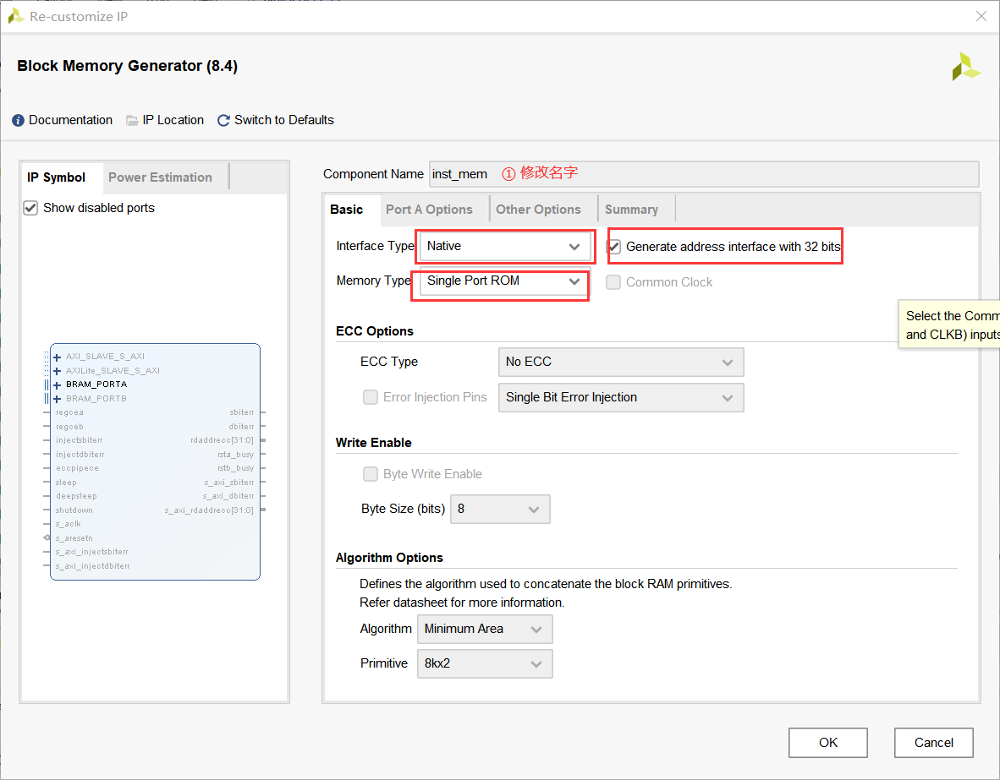 Re-customize IP
Block Memory Generator (8.4)
Documentation IP Location Switch to Defaults
IP Symbol Power Estimation
Show disabled ports
AXI_SLAVE_S_AXI
AXILite_SLAVE_S_AXI
BRAM_PORTA
BRAM_PORTB
regcea sbiterr
regceb dbiterr
injectsbiterr rdaddrecc[31:0]
injectdbiterr rsta_busy
eccpipece rstb_busy
sleep s_axi_sbiterr
deepsleep s_axi_dbiterr
shutdown s_axi_rdaddrecc[31:0]
s_aclk
s_aresetn
s_axi_injectsbiterr
s_axi_injectdbiterr
Component Name inst_mem ① 修改名字
Basic Port A Options Other Options Summary
Interface Type Native Generate address interface with 32 bits
Memory Type Single Port ROM Common Clock
Select the Comm
and CLKB) inputs
ECC Options
ECC Type No ECC
Error Injection Pins Single Bit Error Injection
Write Enable
Byte Write Enable
Byte Size (bits) 8
Algorithm Options
Defines the algorithm used to concatenate the block RAM primitives.
Refer datasheet for more information.
Algorithm Minimum Area
Primitive 8kx2
OK Cancel